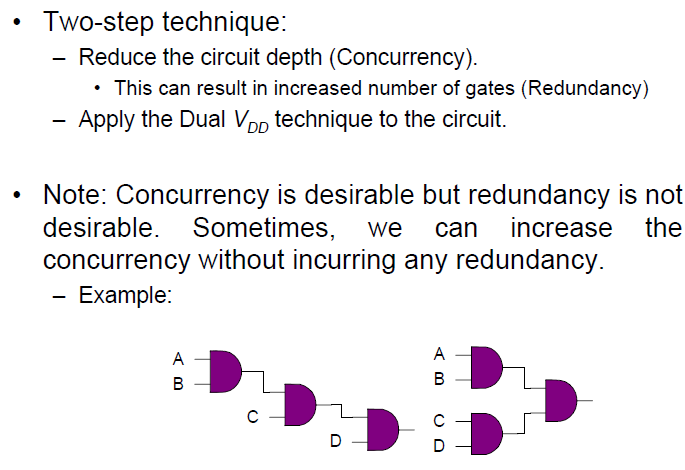 • Two-step technique:
– Reduce the circuit depth (Concurrency).
• This can result in increased number of gates (Redundancy)
– Apply the Dual VDD technique to the circuit.
• Note: Concurrency is desirable but redundancy is not
desirable. Sometimes, we can increase the
concurrency without incurring any redundancy.
– Example:
A
B
C
D
A
B
C
D